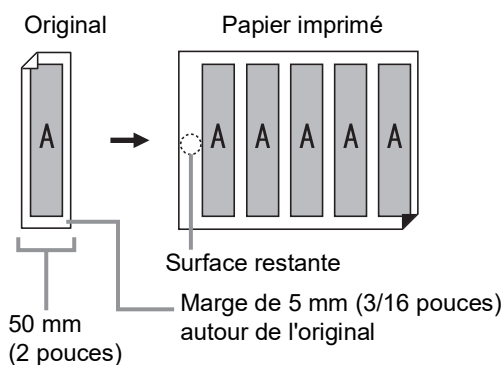 Original
Papier imprimé
A
A A A A A
Surface restante
Marge de 5 mm (3/16 pouces)
autour de l'original
50 mm
(2 pouces)